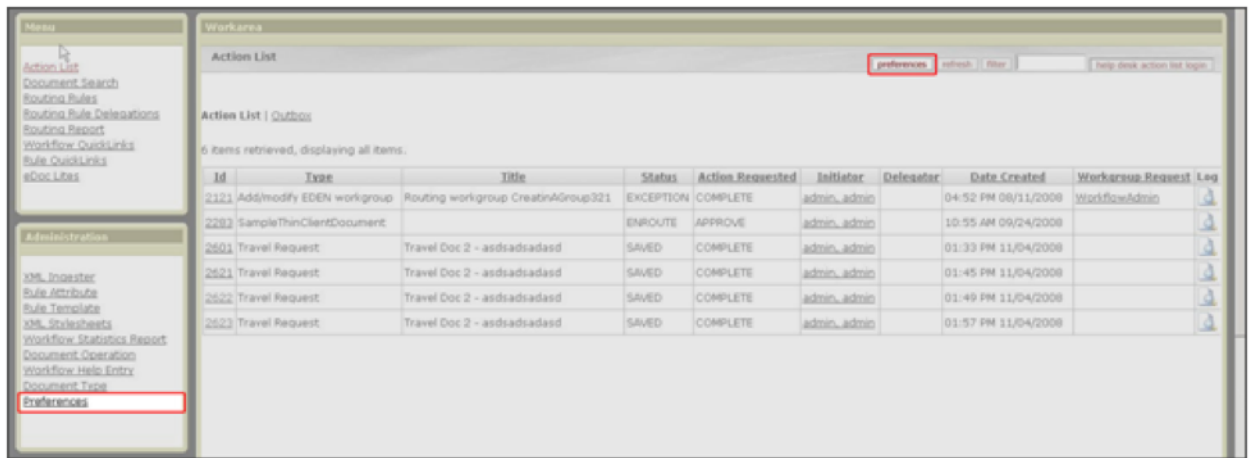 Menu
Action List
Document Search
Routing Rules
Routing Rule Delegations
Routing Report
Workflow QuickLinks
Rule QuickLinks
eDoc Lites
Administration
XML Ingester
Rule Attribute
Rule Template
XML Stylesheets
Workflow Statistics Report
Document Operation
Workflow Help Entry
Document Type
Preferences
Workarea
Action List
preferences refresh filter help desk action list login
Action List | Outbox
6 items retrieved, displaying all items.
Id Type Title Status Action Requested Initiator Delegator Date Created Workgroup Request Log
2121 Add/modify EDEN workgroup Routing workgroup CreatinAGroup321 EXCEPTION COMPLETE admin, admin 04:52 PM 08/11/2008 WorkflowAdmin
2283 SampleThinClientDocument ENROUTE APPROVE admin, admin 10:55 AM 09/24/2008
2601 Travel Request Travel Doc 2 - asdsadsadasd SAVED COMPLETE admin, admin 01:33 PM 11/04/2008
2621 Travel Request Travel Doc 2 - asdsadsadasd SAVED COMPLETE admin, admin 01:45 PM 11/04/2008
2622 Travel Request Travel Doc 2 - asdsadsadasd SAVED COMPLETE admin, admin 01:49 PM 11/04/2008
2623 Travel Request Travel Doc 2 - asdsadsadasd SAVED COMPLETE admin, admin 01:57 PM 11/04/2008